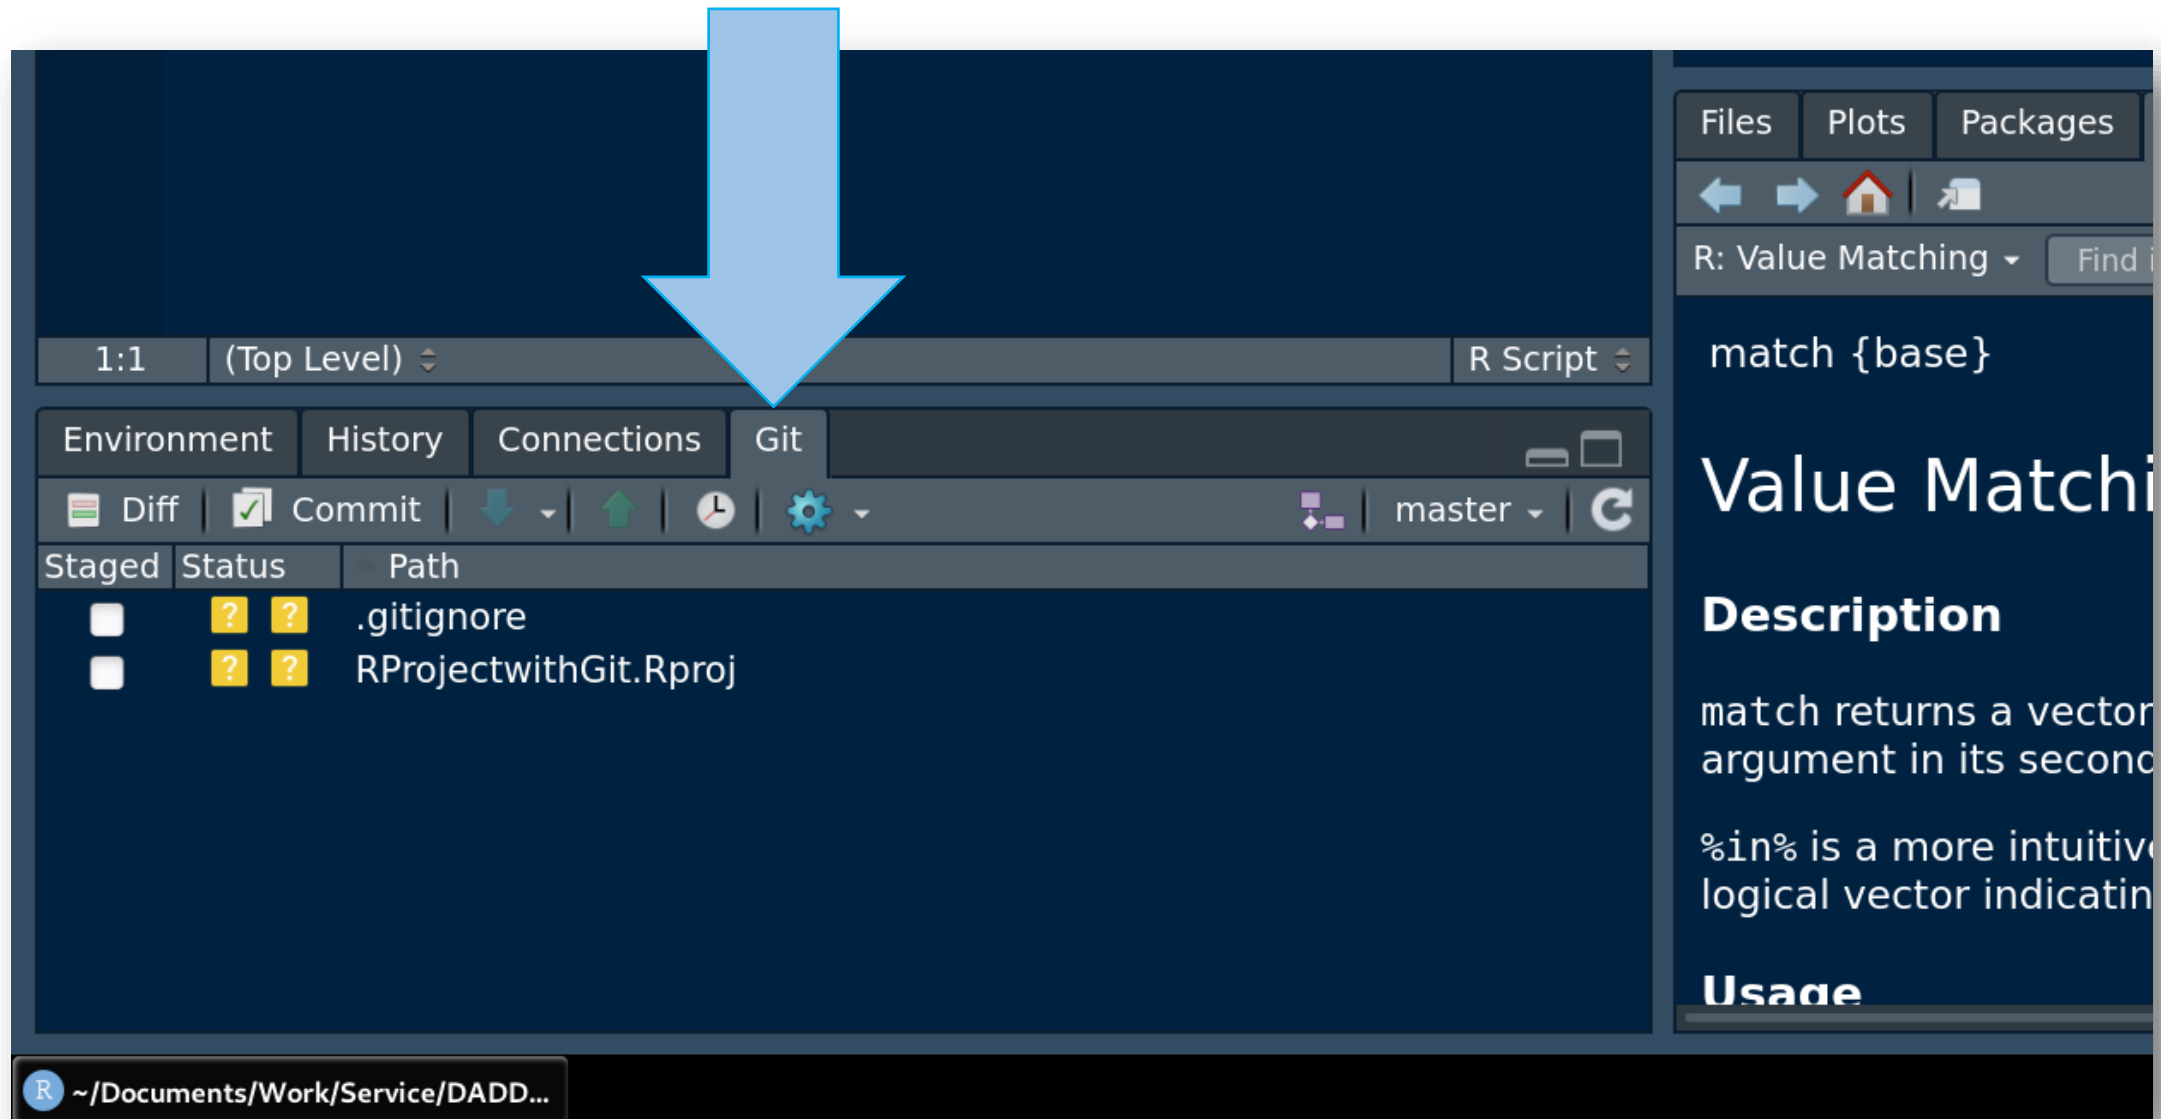 1:1 (Top Level) R Script
Environment History Connections Git
Diff Commit master
Staged Status Path
? ? .gitignore
? ? RProjectwithGit.Rproj
Files Plots Packages
R: Value Matching Find
match {base}
Value Matchi
Description
match returns a vector
argument in its second
%in% is a more intuitive
logical vector indicatin
Usage
R ~/Documents/Work/Service/DADD...